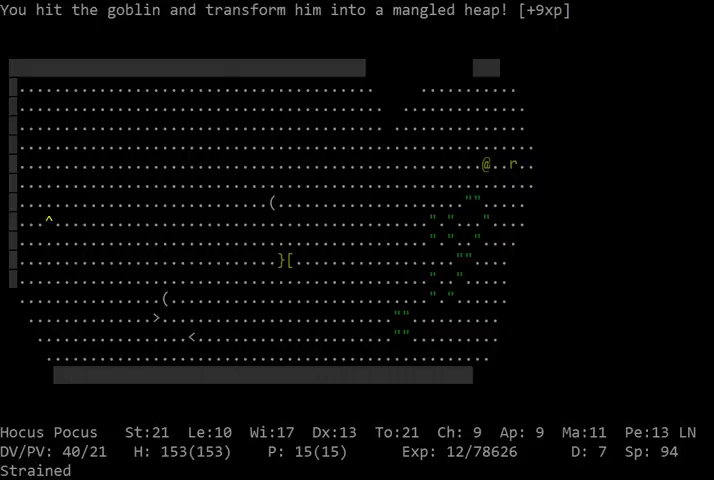 You hit the goblin and transform him into a mangled heap! [+9xp]
@..r..
(
^
}[
(
>
<
Hocus Pocus St:21 Le:10 Wi:17 Dx:13 To:21 Ch: 9 Ap: 9 Ma:11 Pe:13 LN
DV/PV: 40/21 H: 153(153) P: 15(15) Exp: 12/78626 D: 7 Sp: 94
Strained